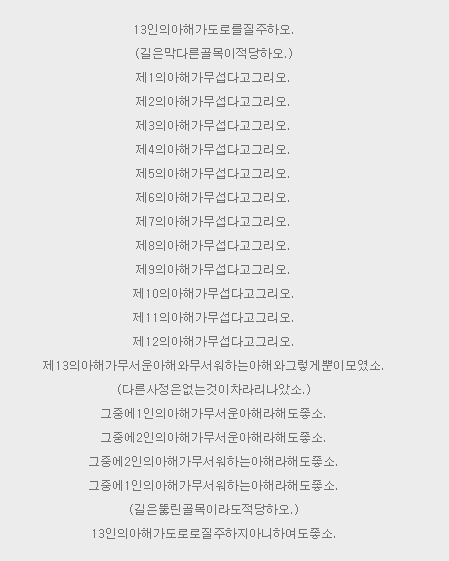 13인의아해가도로를질주하오.
(길은막다른골목이적당하오.)
제1의아해가무섭다고그리오.
제2의아해가무섭다고그리오.
제3의아해가무섭다고그리오.
제4의아해가무섭다고그리오.
제5의아해가무섭다고그리오.
제6의아해가무섭다고그리오.
제7의아해가무섭다고그리오.
제8의아해가무섭다고그리오.
제9의아해가무섭다고그리오.
제10의아해가무섭다고그리오.
제11의아해가무섭다고그리오.
제12의아해가무섭다고그리오.
제13의아해가무서운아해와무서워하는아해와그렇게뿐이모였소.
(다른사정은없는것이차라리나았소.)
그중에1인의아해가무서운아해라해도좋소.
그중에2인의아해가무서운아해라해도좋소.
그중에2인의아해가무서워하는아해라해도좋소.
그중에1인의아해가무서워하는아해라해도좋소.
(길은뚫린골목이라도적당하오.)
13인의아해가도로로질주하지아니하여도좋소.